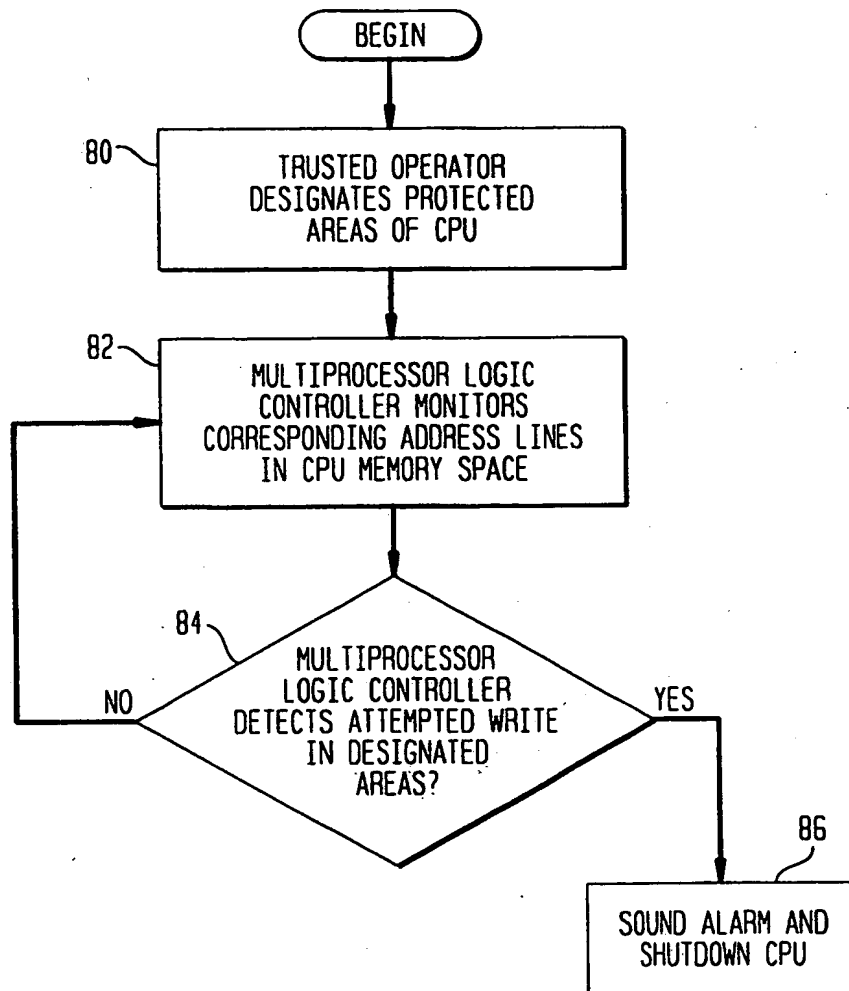 BEGIN
80
TRUSTED OPERATOR
DESIGNATES PROTECTED
AREAS OF CPU
82
MULTIPROCESSOR LOGIC
CONTROLLER MONITORS
CORRESPONDING ADDRESS LINES
IN CPU MEMORY SPACE
84
MULTIPROCESSOR
LOGIC CONTROLLER
DETECTS ATTEMPTED WRITE
IN DESIGNATED
AREAS?
NO
YES
86
SOUND ALARM AND
SHUTDOWN CPU